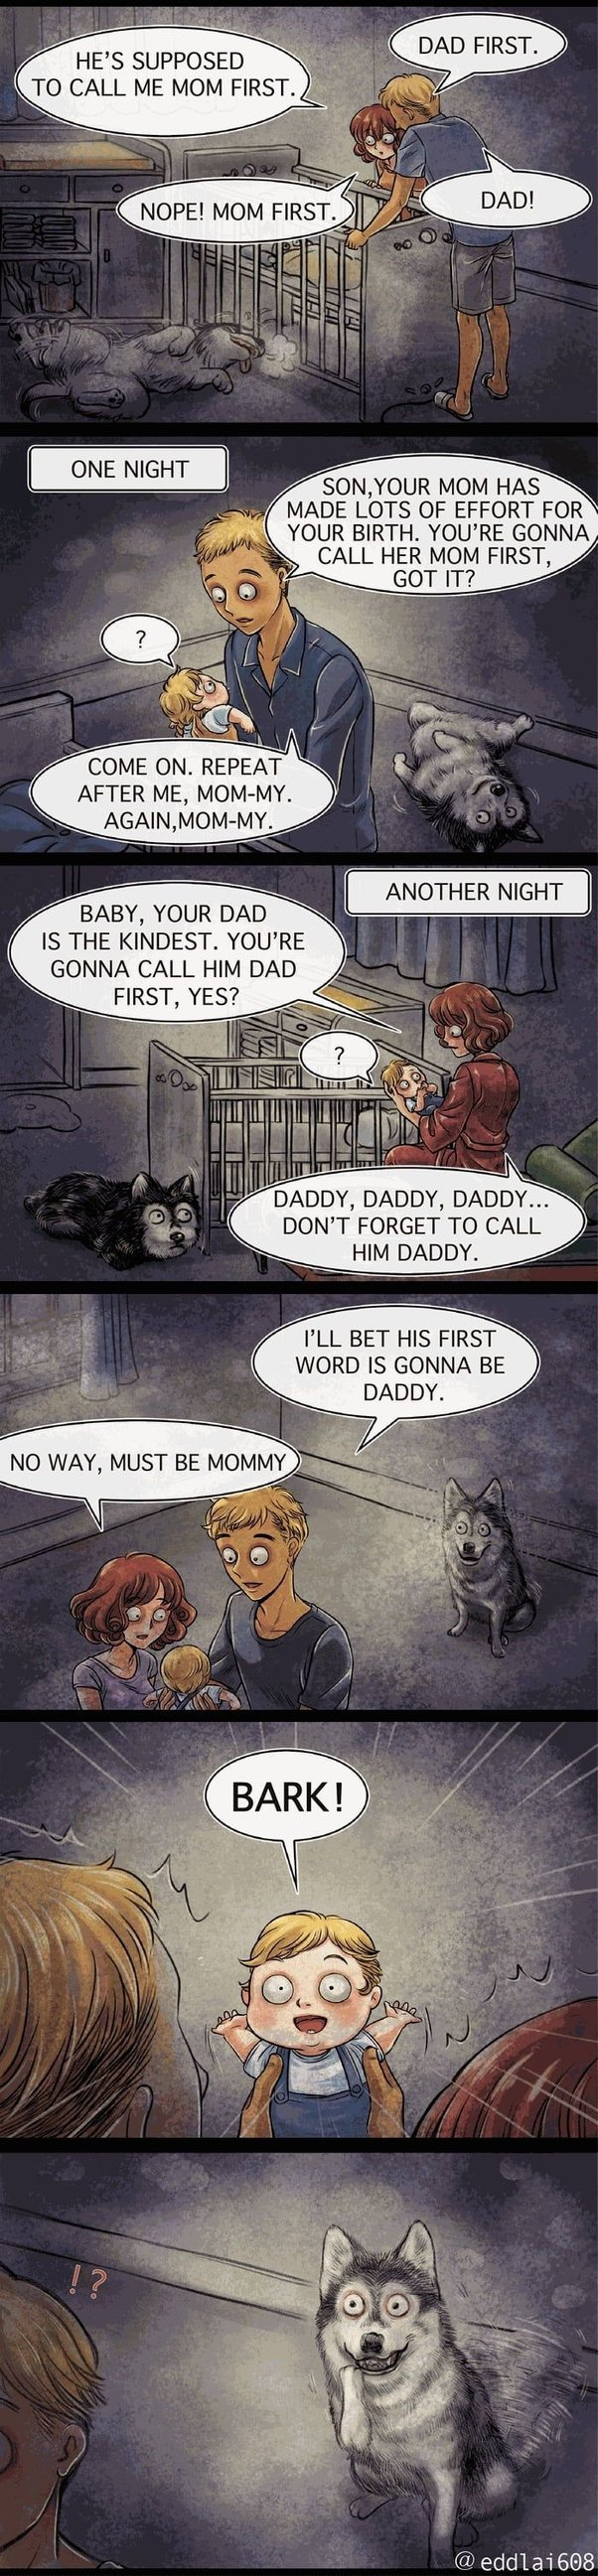 HE'S SUPPOSED
TO CALL ME MOM FIRST.
DAD FIRST.
NOPE! MOM FIRST.
DAD!
ONE NIGHT
SON,YOUR MOM HAS
MADE LOTS OF EFFORT FOR
YOUR BIRTH. YOU'RE GONNA
CALL HER MOM FIRST,
GOT IT?
?
COME ON. REPEAT
AFTER ME, MOM-MY.
AGAIN,MOM-MY.
ANOTHER NIGHT
BABY, YOUR DAD
IS THE KINDEST. YOU'RE
GONNA CALL HIM DAD
FIRST, YES?
?
DADDY, DADDY, DADDY...
DON'T FORGET TO CALL
HIM DADDY.
I'LL BET HIS FIRST
WORD IS GONNA BE
DADDY.
NO WAY, MUST BE MOMMY
BARK!
!?
@eddlai608